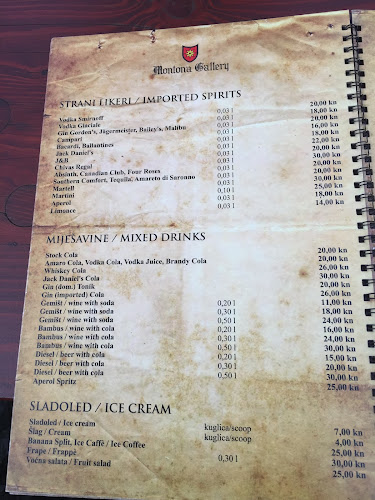 Montona Gallery
STRANI LIKERI / IMPORTED SPIRITS
Vodka Smirnoff 0,03 l 20,00 kn
Vodka Glaciale 0,03 l 18,00 kn
Gin Gordon's, Jägermeister, Bailey's, Malibu 0,03 l 20,00 kn
Campari 0,03 l 16,00 kn
Bacardi, Ballantines 0,03 l 18,00 kn
Jack Daniel's 0,03 l 22,00 kn
J&B 0,03 l 20,00 kn
Chivas Regal 0,03 l 30,00 kn
Absinth, Canadian Club, Four Roses 0,03 l 20,00 kn
Southern Comfort, Tequila, Amareto di Saronno 0,03 l 20,00 kn
Martell 0,03 l 30,00 kn
Martini 0,10 l 25,00 kn
Aperol 0,03 l 18,00 kn
Limonce 0,03 l 14,00 kn
MIJEŠAVINE / MIXED DRINKS
Stock Cola 20,00 kn
Amaro Cola, Vodka Cola, Vodka Juice, Brandy Cola 20,00 kn
Whiskey Cola 26,00 kn
Jack Daniel's Cola 30,00 kn
Gin (dom.) Tonik 20,00 kn
Gin (imported) Cola 26,00 kn
Gemišt / wine with soda 0,20 l 11,00 kn
Gemišt / wine with soda 0,30 l 18,00 kn
Gemišt / wine with soda 0,50 l 24,00 kn
Bambus / wine with cola 0,20 l 16,00 kn
Bambus / wine with cola 0,30 l 24,00 kn
Bambus / wine with cola 0,50 l 30,00 kn
Diesel / beer with cola 0,20 l 15,00 kn
Diesel / beer with cola 0,30 l 20,00 kn
Diesel / beer with cola 0,50 l 30,00 kn
Aperol Spritz 25,00 kn
SLADOLED / ICE CREAM
Sladoled / Ice cream kuglica/scoop 7,00 kn
Šlag / Cream kuglica/scoop 4,00 kn
Banana Split, Ice Caffè / Ice Coffee 25,00 kn
Frape / Frappè 0,30 l 30,00 kn
Voćna salata / Fruit salad 25,00 kn